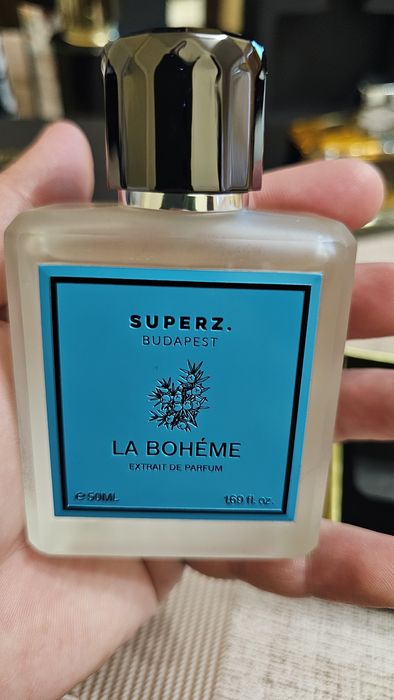 SUPERZ.
BUDAPEST
LA BOHÉME
EXTRAIT DE PARFUM
℮ 50ML 1.69 fl. oz.